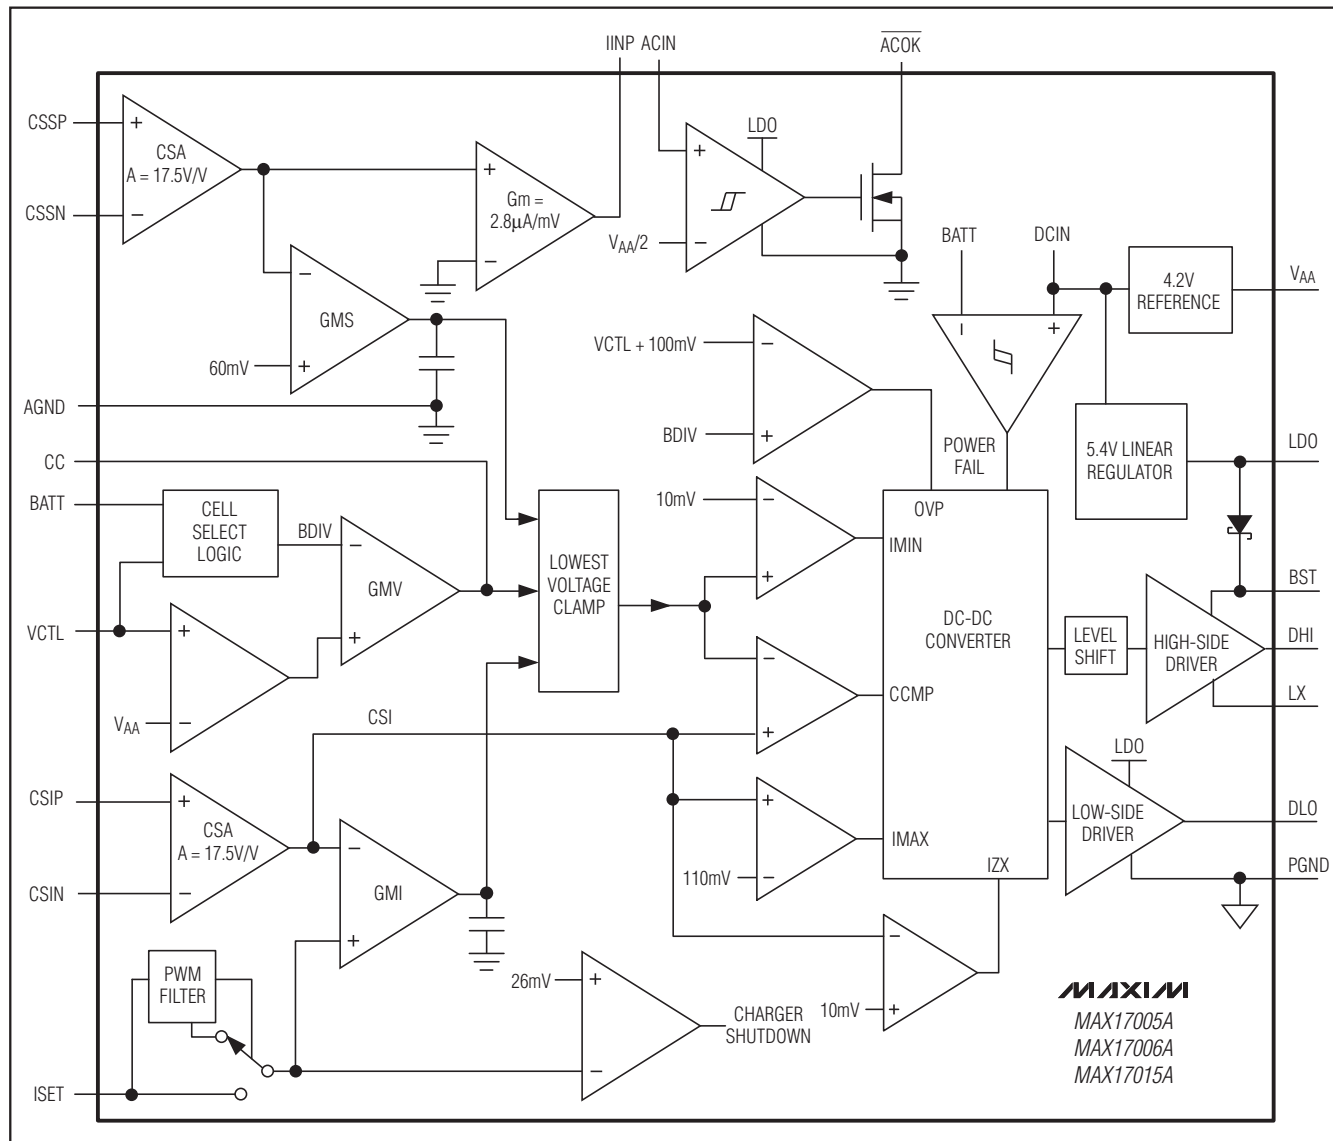 IINP ACIN
ACOK
CSSP
+
CSA
A = 17.5V/V
CSSN
−
+
Gm =
2.8µA/mV
−
LDO
+
VAA/2
−
BATT
DCIN
−
+
4.2V
REFERENCE
VAA
−
GMS
60mV
+
VCTL + 100mV
−
BDIV
+
POWER
FAIL
5.4V LINEAR
REGULATOR
LDO
AGND
CC
BATT
CELL
SELECT
LOGIC
BDIV
−
GMV
+
VCTL
+
VAA
−
LOWEST
VOLTAGE
CLAMP
10mV
−
+
OVP
IMIN
DC-DC
CONVERTER
CCMP
IMAX
IZX
−
+
LEVEL
SHIFT
HIGH-SIDE
DRIVER
BST
DHI
LX
CSI
CSIP
+
CSA
A = 17.5V/V
CSIN
−
−
GMI
+
+
110mV
−
LDO
LOW-SIDE
DRIVER
DLO
PGND
PWM
FILTER
26mV
+
−
CHARGER
SHUTDOWN
−
10mV
+
MAXIM
MAX17005A
MAX17006A
MAX17015A
ISET